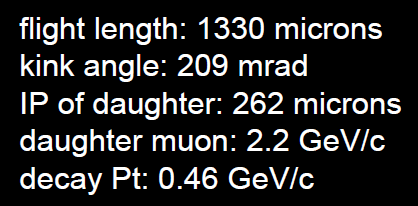 flight length: 1330 microns
kink angle: 209 mrad
IP of daughter: 262 microns
daughter muon: 2.2 GeV/c
decay Pt: 0.46 GeV/c